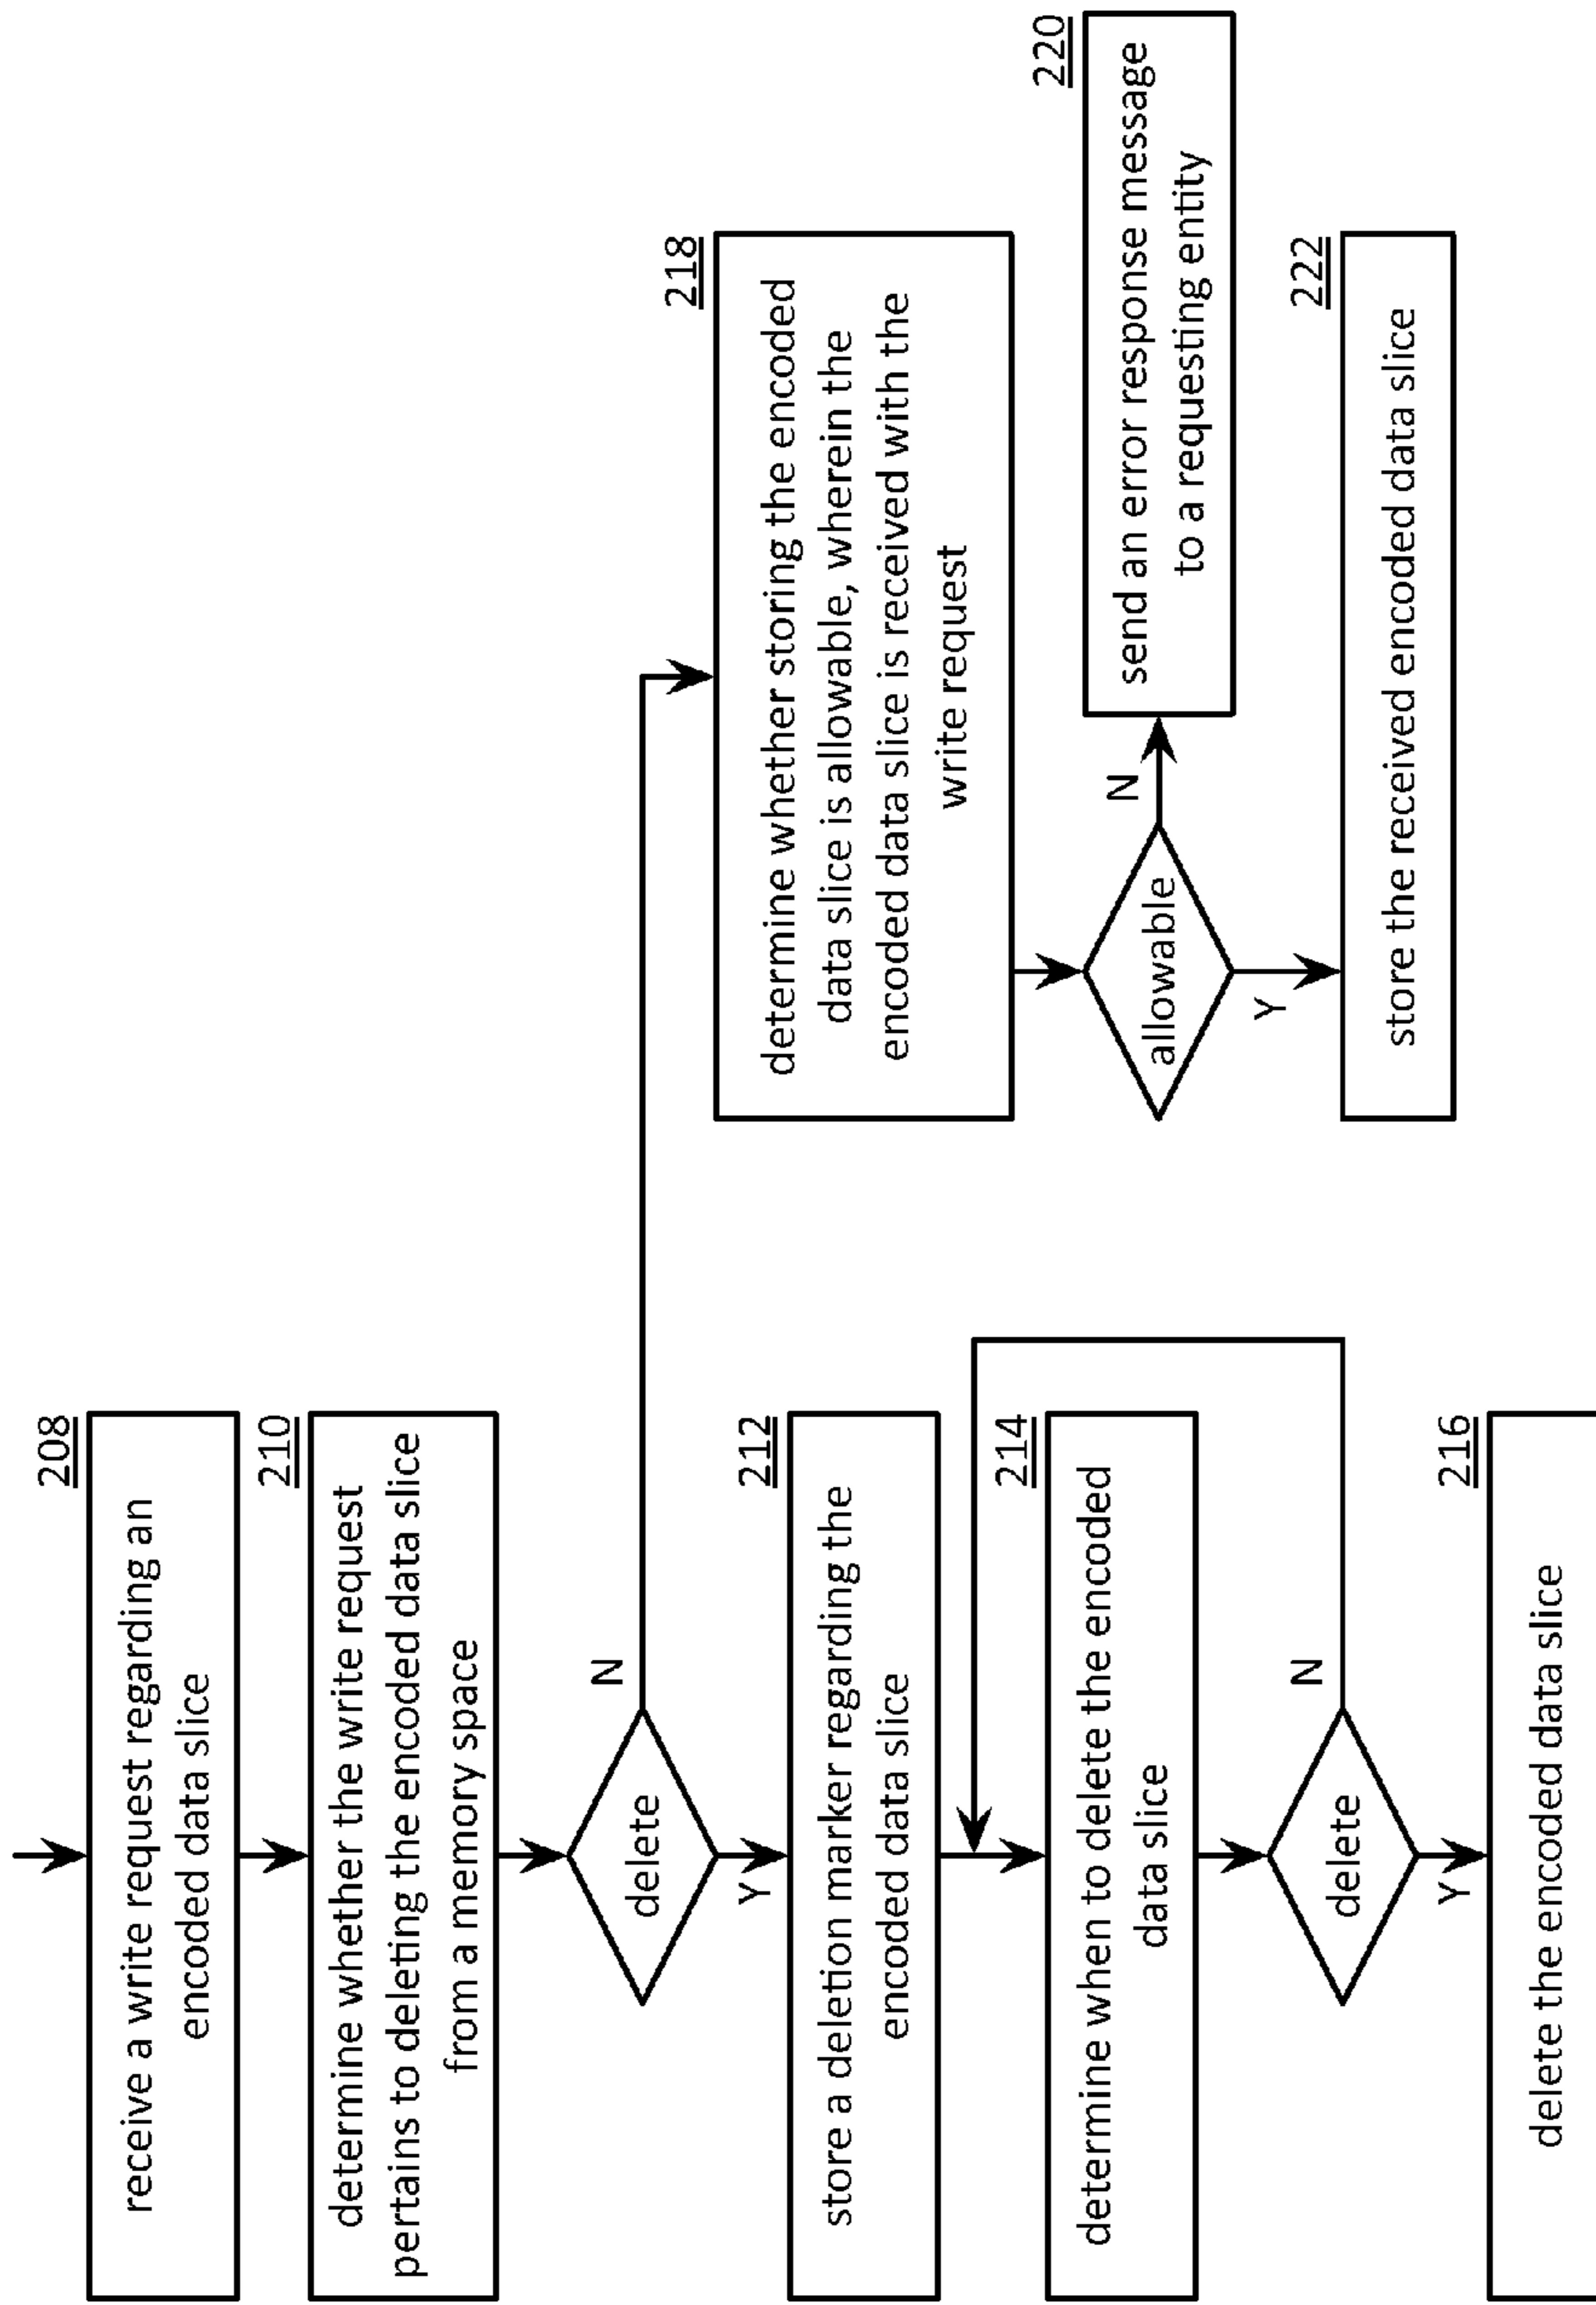 208
receive a write request regarding an
encoded data slice
210
determine whether the write request
pertains to deleting the encoded data slice
from a memory space
delete
N
Y
212
store a deletion marker regarding the
encoded data slice
214
determine when to delete the encoded
data slice
delete
N
Y
216
delete the encoded data slice
218
determine whether storing the encoded
data slice is allowable, wherein the
encoded data slice is received with the
write request
allowable
N
Y
220
send an error response message
to a requesting entity
222
store the received encoded data slice